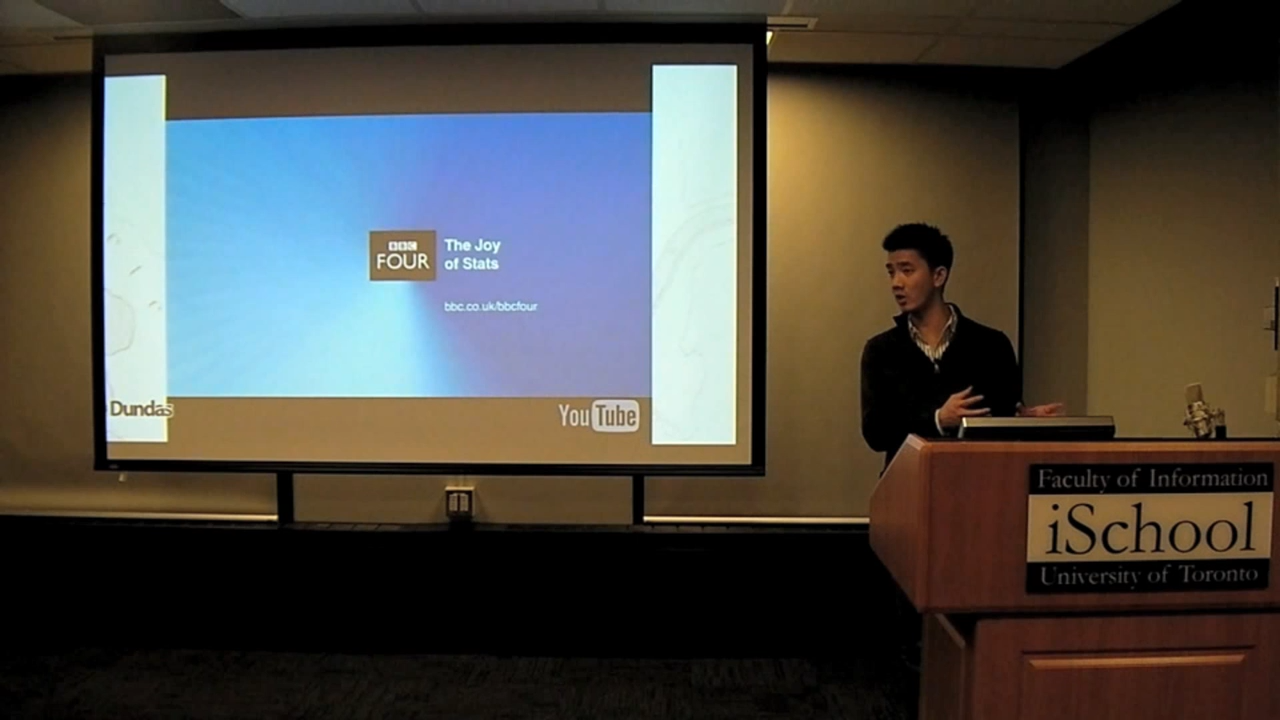 BBC
FOUR
The Joy
of Stats
bbc.co.uk/bbcfour
Dundas
YouTube
Faculty of Information
iSchool
University of Toronto